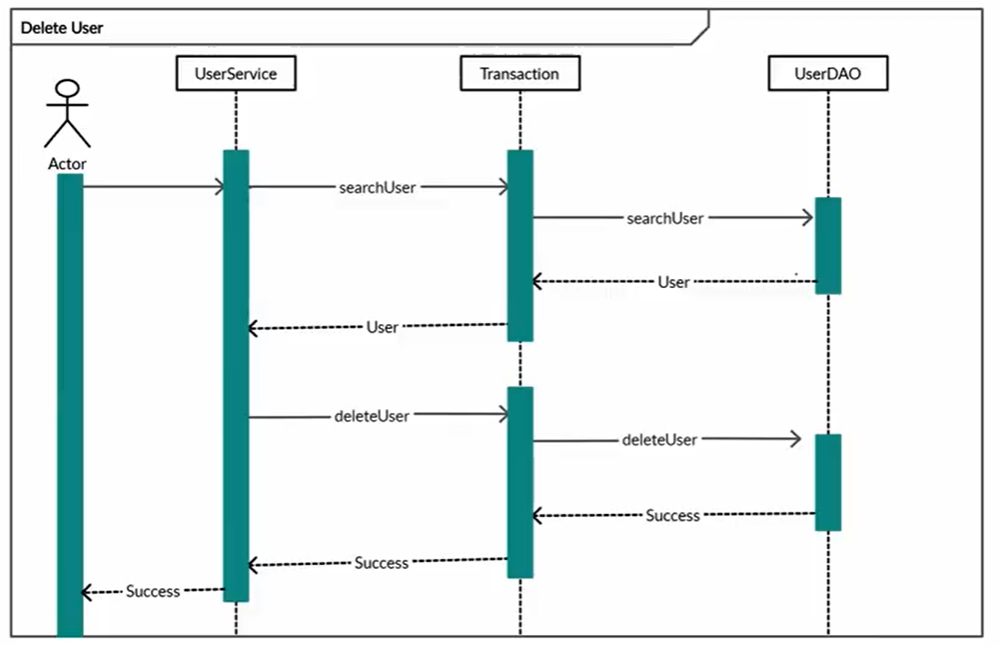 Delete User
UserService
Transaction
UserDAO
Actor
searchUser
searchUser
User
User
deleteUser
deleteUser
Success
Success
Success